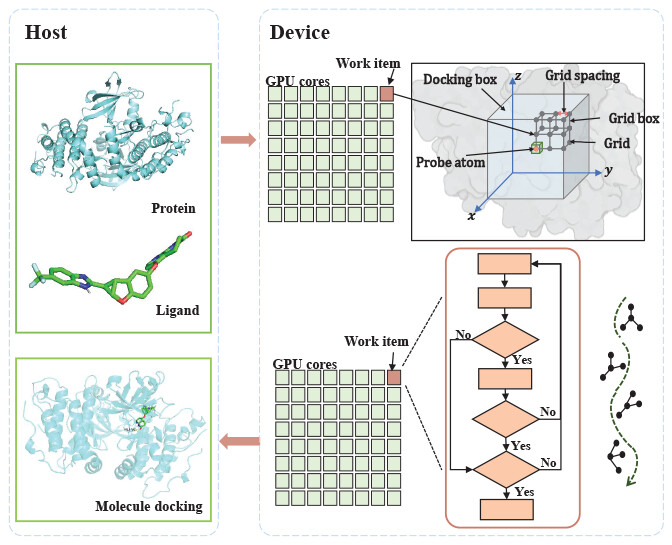 Host
Device
Work item
GPU cores
Docking box
z
Grid spacing
Grid box
Grid
Probe atom
y
x
Protein
Ligand
Work item
GPU cores
No
Yes
No
Yes
No
Yes
Molecule docking